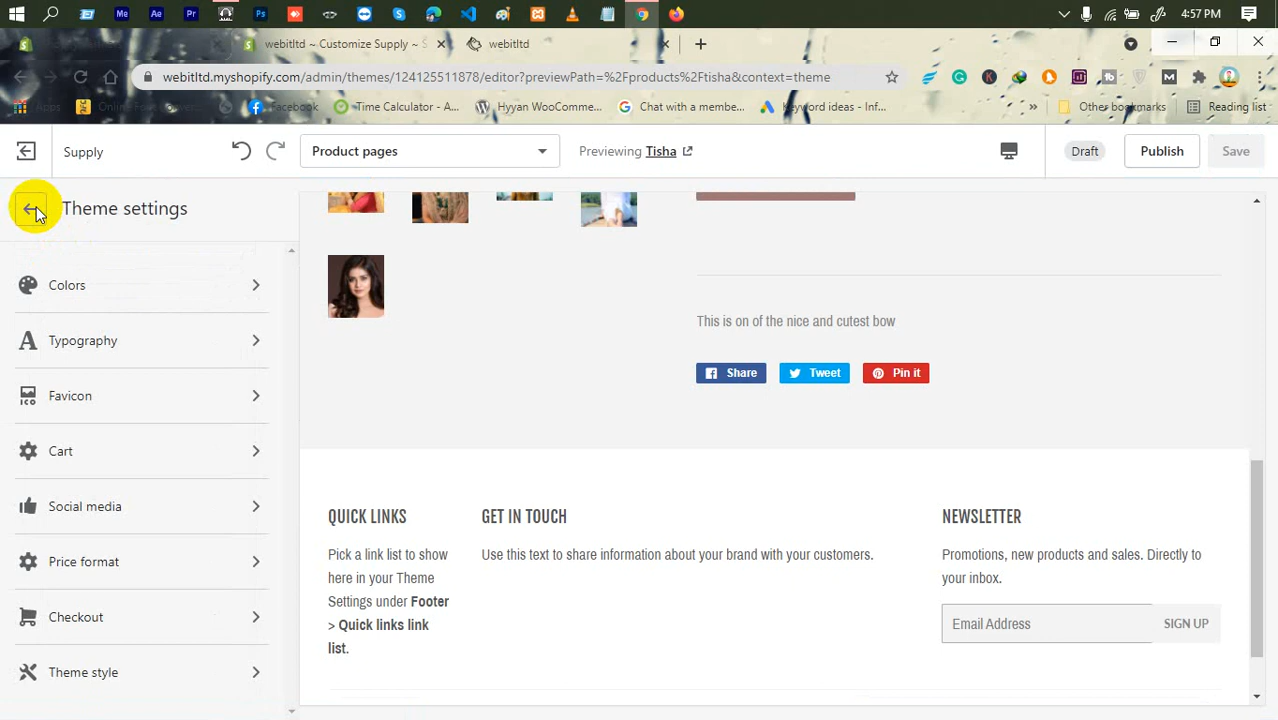 4:57 PM
webitltd ~ Customize Supply ~ S
webitltd
webitltd.myshopify.com/admin/themes/124125511878/editor?previewPath=%2Fproducts%2Ftisha&context=theme
Apps
Facebook
Time Calculator - A...
Hyyan WooComme...
Chat with a membe...
Keyword ideas - Inf...
Other bookmarks
Reading list
Supply
Product pages
Previewing Tisha
Draft
Publish
Save
Theme settings
Colors
Typography
Favicon
Cart
Social media
Price format
Checkout
Theme style
This is on of the nice and cutest bow
Share
Tweet
Pin it
QUICK LINKS
Pick a link list to show
here in your Theme
Settings under Footer
> Quick links link
list.
GET IN TOUCH
Use this text to share information about your brand with your customers.
NEWSLETTER
Promotions, new products and sales. Directly to
your inbox.
Email Address
SIGN UP